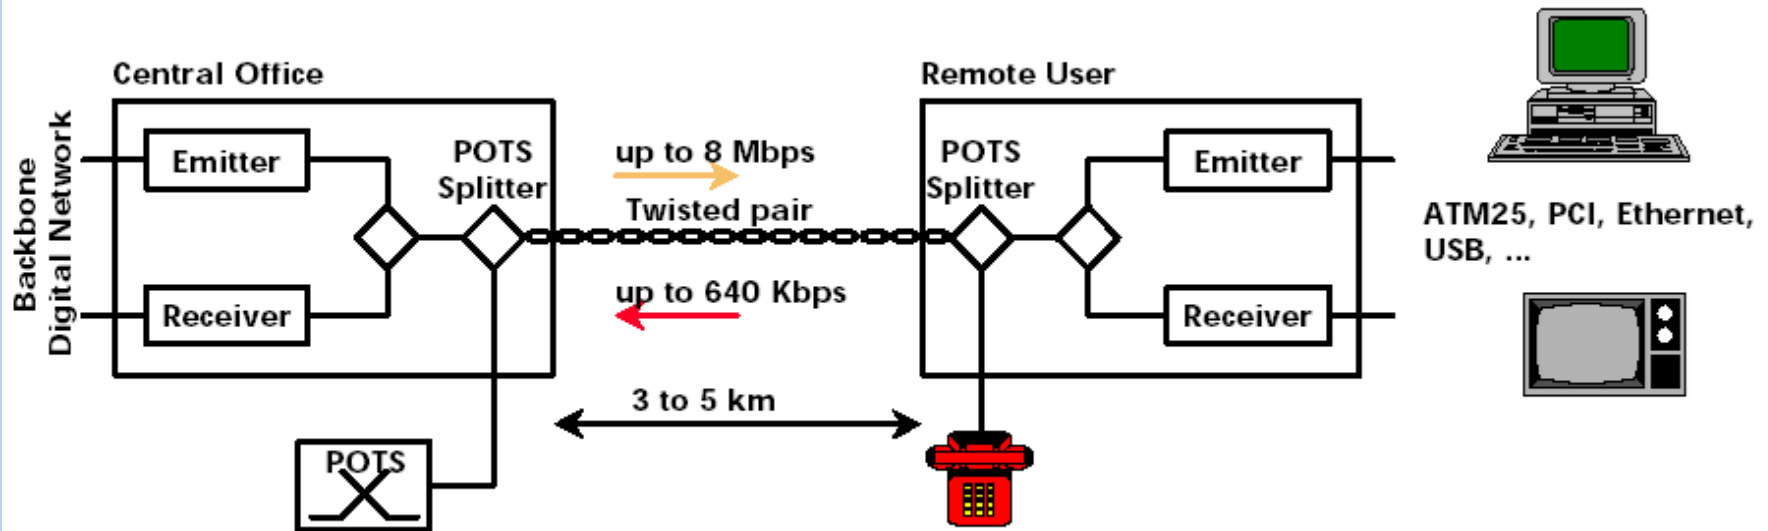 Central Office
Remote User
Backbone
Digital Network
Emitter
POTS
Splitter
up to 8 Mbps
POTS
Splitter
Emitter
Twisted pair
ATM25, PCI, Ethernet,
USB, ...
Receiver
up to 640 Kbps
Receiver
3 to 5 km
POTS